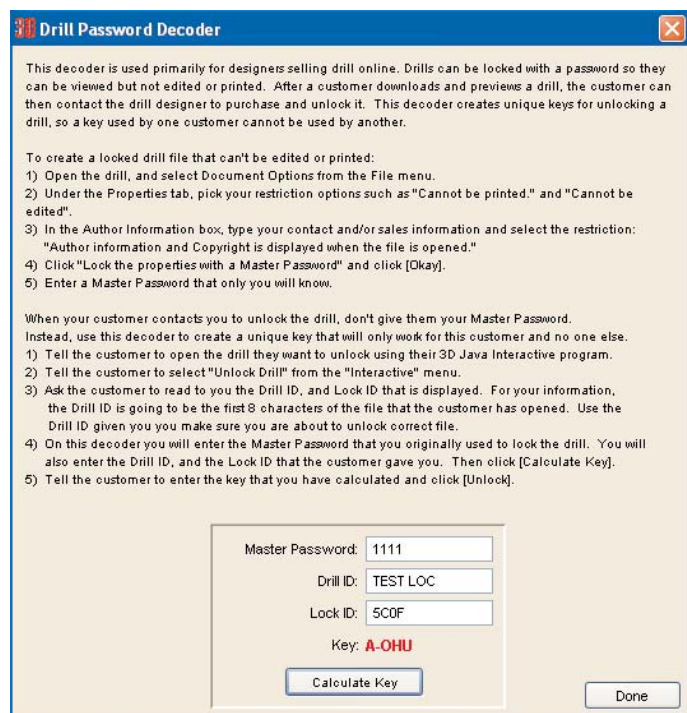 Drill Password Decoder
This decoder is used primarily for designers selling drill online. Drills can be locked with a password so they
can be viewed but not edited or printed. After a customer downloads and previews a drill, the customer can
then contact the drill designer to purchase and unlock it. This decoder creates unique keys for unlocking a
drill, so a key used by one customer cannot be used by another.
To create a locked drill file that can't be edited or printed:
1) Open the drill, and select Document Options from the File menu.
2) Under the Properties tab, pick your restriction options such as "Cannot be printed." and "Cannot be
edited".
3) In the Author Information box, type your contact and/or sales information and select the restriction:
"Author information and Copyright is displayed when the file is opened."
4) Click "Lock the properties with a Master Password" and click [Okay].
5) Enter a Master Password that only you will know.
When your customer contacts you to unlock the drill, don't give them your Master Password.
Instead, use this decoder to create a unique key that will only work for this customer and no one else.
1) Tell the customer to open the drill they want to unlock using their 3D Java Interactive program.
2) Tell the customer to select "Unlock Drill" from the "Interactive" menu.
3) Ask the customer to read to you the Drill ID, and Lock ID that is displayed. For your information,
the Drill ID is going to be the first 8 characters of the file that the customer has opened. Use the
Drill ID given you you make sure you are about to unlock correct file.
4) On this decoder you will enter the Master Password that you originally used to lock the drill. You will
also enter the Drill ID, and the Lock ID that the customer gave you. Then click [Calculate Key].
5) Tell the customer to enter the key that you have calculated and click [Unlock].
Master Password: 1111
Drill ID: TEST LOC
Lock ID: 5C0F
Key: A-OHU
Calculate Key
Done